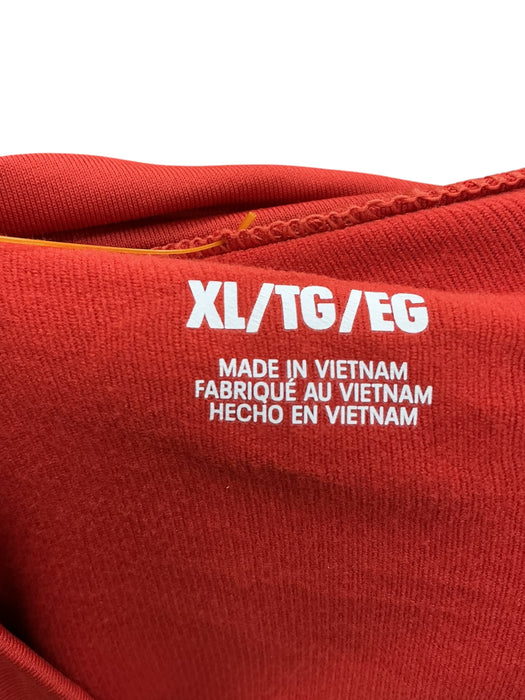 XL/TG/EG
MADE IN VIETNAM
FABRIQUÉ AU VIETNAM
HECHO EN VIETNAM